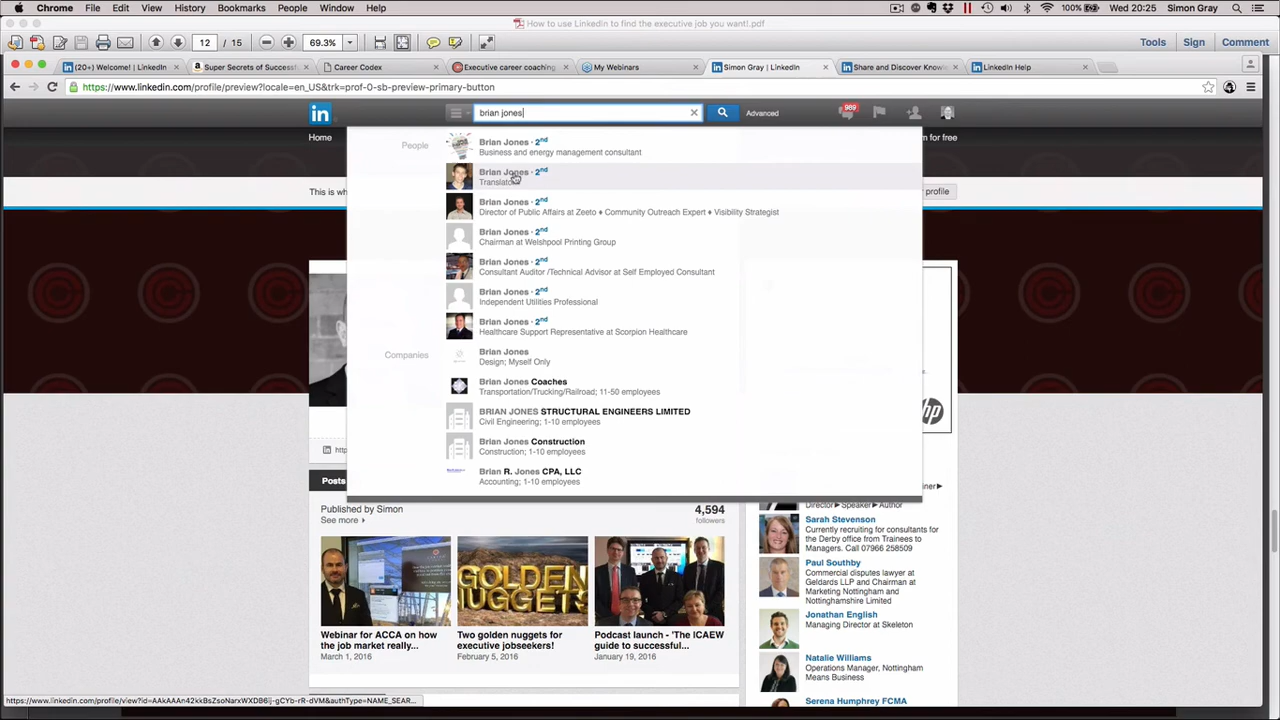 Chrome File Edit View History Bookmarks People Window Help
100% Wed 20:25 Simon Gray
How to use LinkedIn to find the executive job you want!.pdf
12 / 15 69.3% Tools Sign Comment
(20+) Welcome! | LinkedIn
Super Secrets of Successf
Career Codex
Executive career coaching
My Webinars
Simon Gray | LinkedIn
Share and Discover Knowle
LinkedIn Help
https://www.linkedin.com/profile/preview?locale=en_US&trk=prof-0-sb-preview-primary-button
in brian jones Advanced 989
Home
m for free
This is wh
profile
People
Brian Jones · 2nd
Business and energy management consultant
Brian Jones · 2nd
Translator
Brian Jones · 2nd
Director of Public Affairs at Zeeto ♦ Community Outreach Expert ♦ Visibility Strategist
Brian Jones · 2nd
Chairman at Welshpool Printing Group
Brian Jones · 2nd
Consultant Auditor /Technical Advisor at Self Employed Consultant
Brian Jones · 2nd
Independent Utilities Professional
Brian Jones · 2nd
Healthcare Support Representative at Scorpion Healthcare
Companies
Brian Jones
Design; Myself Only
Brian Jones Coaches
Transportation/Trucking/Railroad; 11-50 employees
BRIAN JONES STRUCTURAL ENGINEERS LIMITED
Civil Engineering; 1-10 employees
Brian Jones Construction
Construction; 1-10 employees
Brian R. Jones CPA, LLC
Accounting; 1-10 employees
hp
http
Posts
Published by Simon
See more
4,594
followers
GOLDEN
NUGGETS
Webinar for ACCA on how
the job market really...
March 1, 2016
Two golden nuggets for
executive jobseekers!
February 5, 2016
Podcast launch - 'The ICAEW
guide to successful...
January 19, 2016
iner►
Director►Speaker►Author
Sarah Stevenson
Currently recruiting for consultants
for the Derby office from Trainees to
Managers. Call 07966 258509
Paul Southby
Commercial disputes lawyer at
Geldards LLP and Chairman at
Marketing Nottingham and
Nottinghamshire Limited
Jonathan English
Managing Director at Skeleton
Natalie Williams
Operations Manager, Nottingham
Means Business
Serena Humphrey FCMA